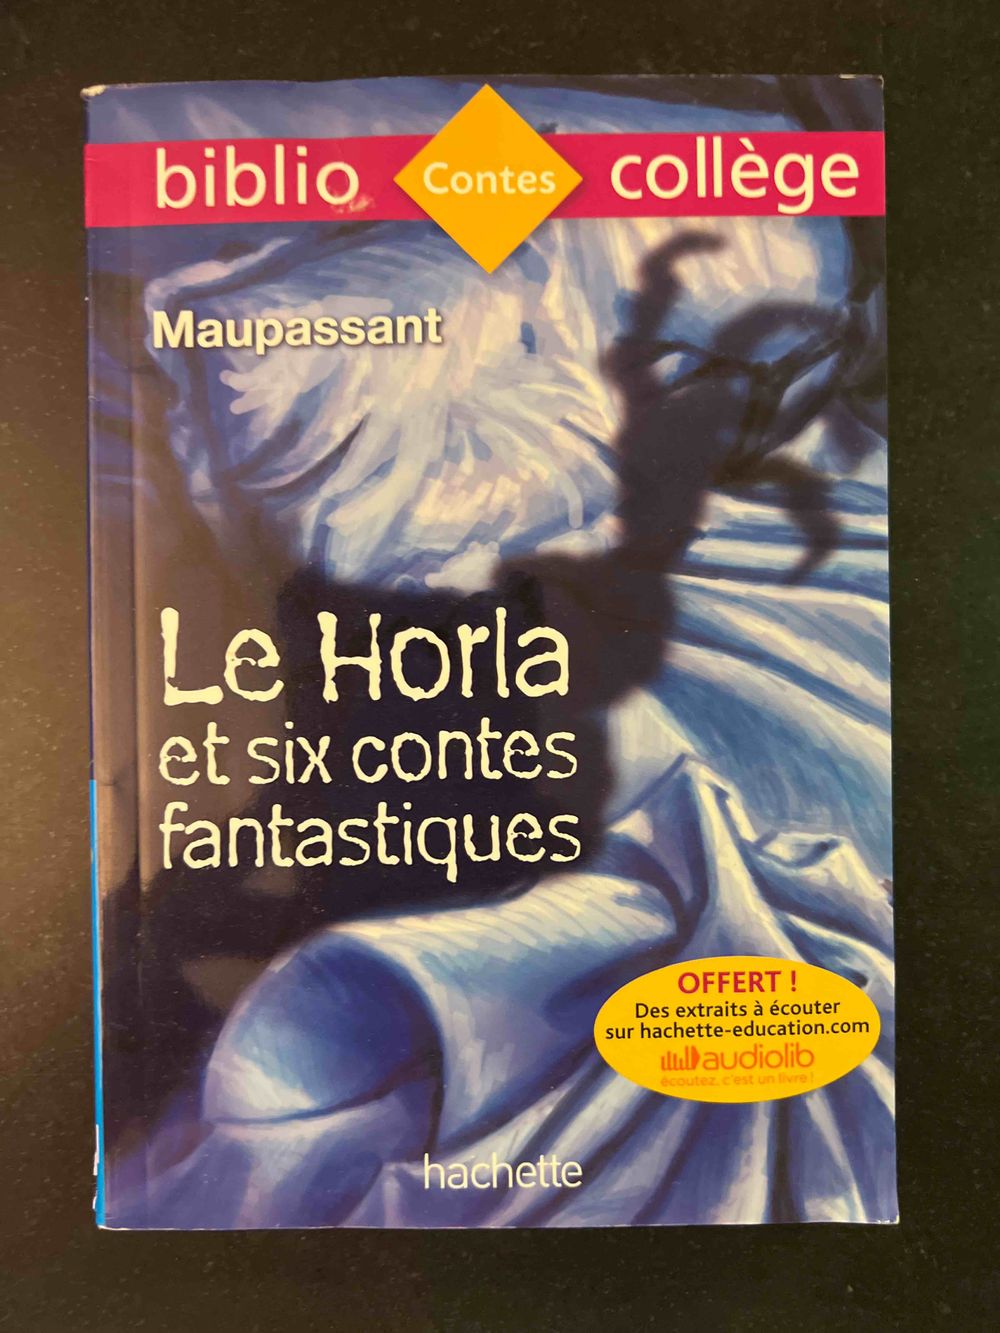 biblio Contes collège
Maupassant
Le Horla
et six contes
fantastiques
OFFERT !
Des extraits à écouter
sur hachette-education.com
audiolib
écoutez, c'est un livre !
hachette